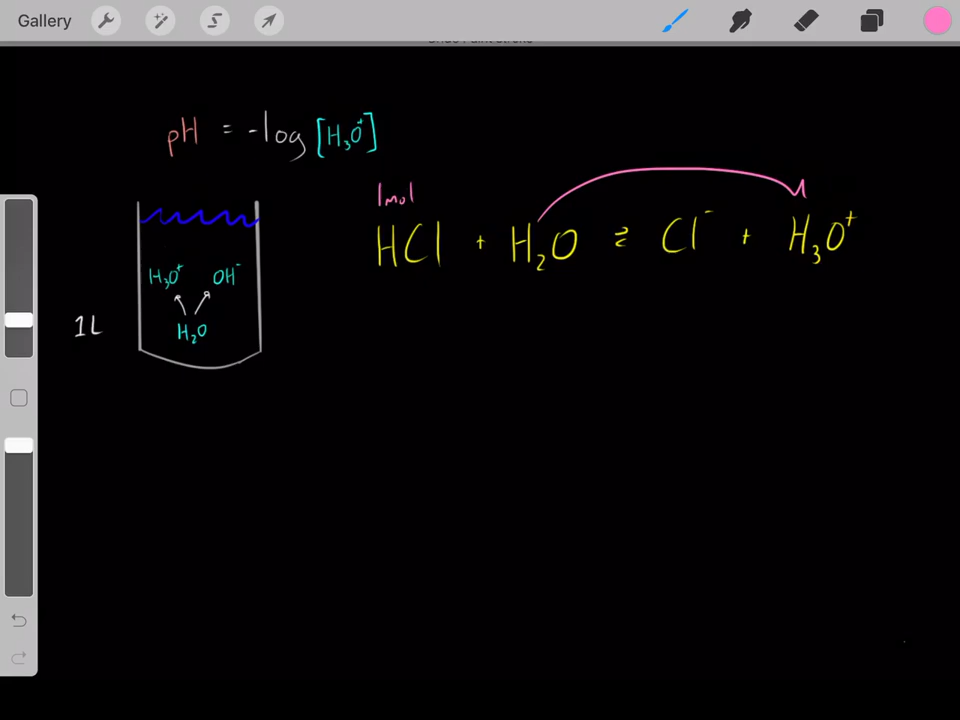 Gallery
pH = -log [H₃O⁺]
1mol
HCl + H₂O ⇌ Cl⁻ + H₃O⁺
H₃O⁺ OH⁻
H₂O
1L